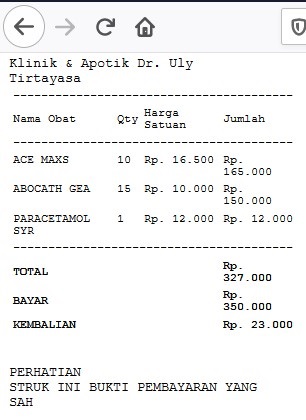 Klinik & Apotik Dr. Uly
Tirtayasa
Nama Obat Qty Harga Satuan Jumlah
ACE MAXS 10 Rp. 16.500 Rp. 165.000
ABOCATH GEA 15 Rp. 10.000 Rp. 150.000
PARACETAMOL SYR 1 Rp. 12.000 Rp. 12.000
TOTAL Rp. 327.000
BAYAR Rp. 350.000
KEMBALIAN Rp. 23.000
PERHATIAN
STRUK INI BUKTI PEMBAYARAN YANG
SAH